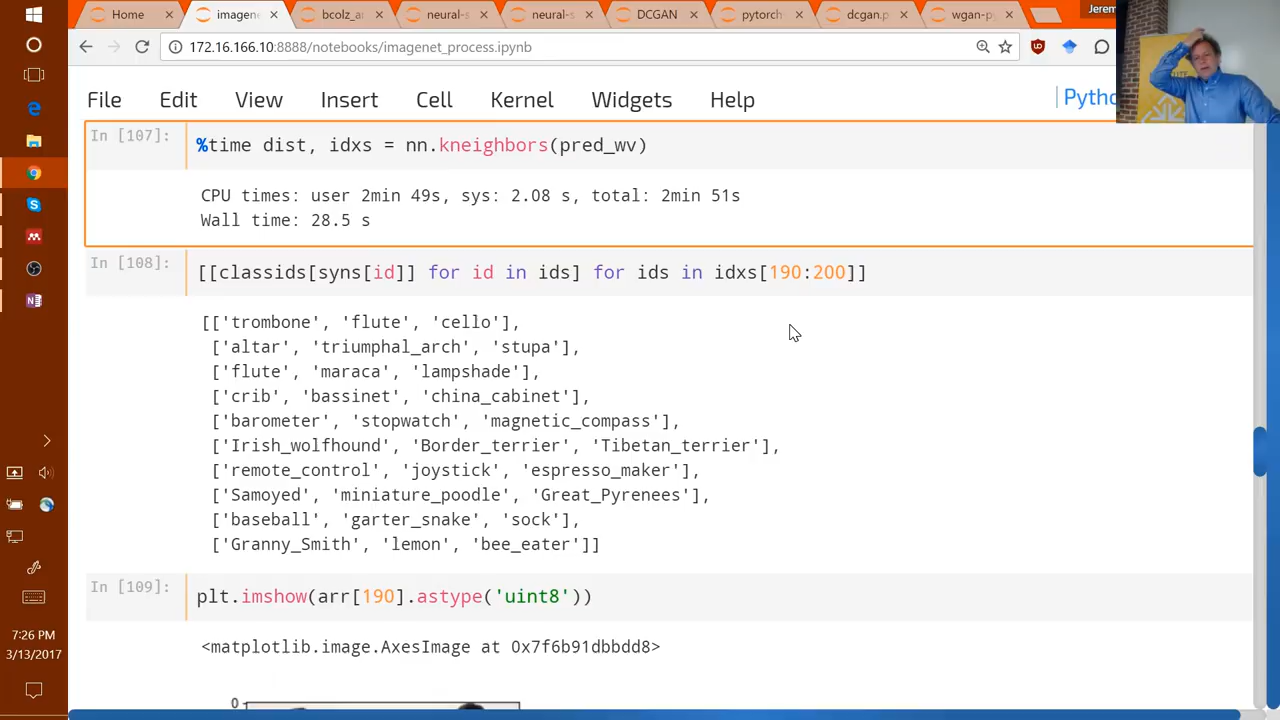 Home
imagene
bcolz_a
neural-s
neural-s
DCGAN
pytorch
dcgan.p
wgan-p
Jerem
172.16.166.10:8888/notebooks/imagenet_process.ipynb
File Edit View Insert Cell Kernel Widgets Help
Pytho
In [107]: %time dist, idxs = nn.kneighbors(pred_wv)
CPU times: user 2min 49s, sys: 2.08 s, total: 2min 51s
Wall time: 28.5 s
In [108]: [[classids[syns[id]] for id in ids] for ids in idxs[190:200]]
[['trombone', 'flute', 'cello'],
['altar', 'triumphal_arch', 'stupa'],
['flute', 'maraca', 'lampshade'],
['crib', 'bassinet', 'china_cabinet'],
['barometer', 'stopwatch', 'magnetic_compass'],
['Irish_wolfhound', 'Border_terrier', 'Tibetan_terrier'],
['remote_control', 'joystick', 'espresso_maker'],
['Samoyed', 'miniature_poodle', 'Great_Pyrenees'],
['baseball', 'garter_snake', 'sock'],
['Granny_Smith', 'lemon', 'bee_eater']]
In [109]: plt.imshow(arr[190].astype('uint8'))
<matplotlib.image.AxesImage at 0x7f6b91dbbdd8>
0
7:26 PM
3/13/2017